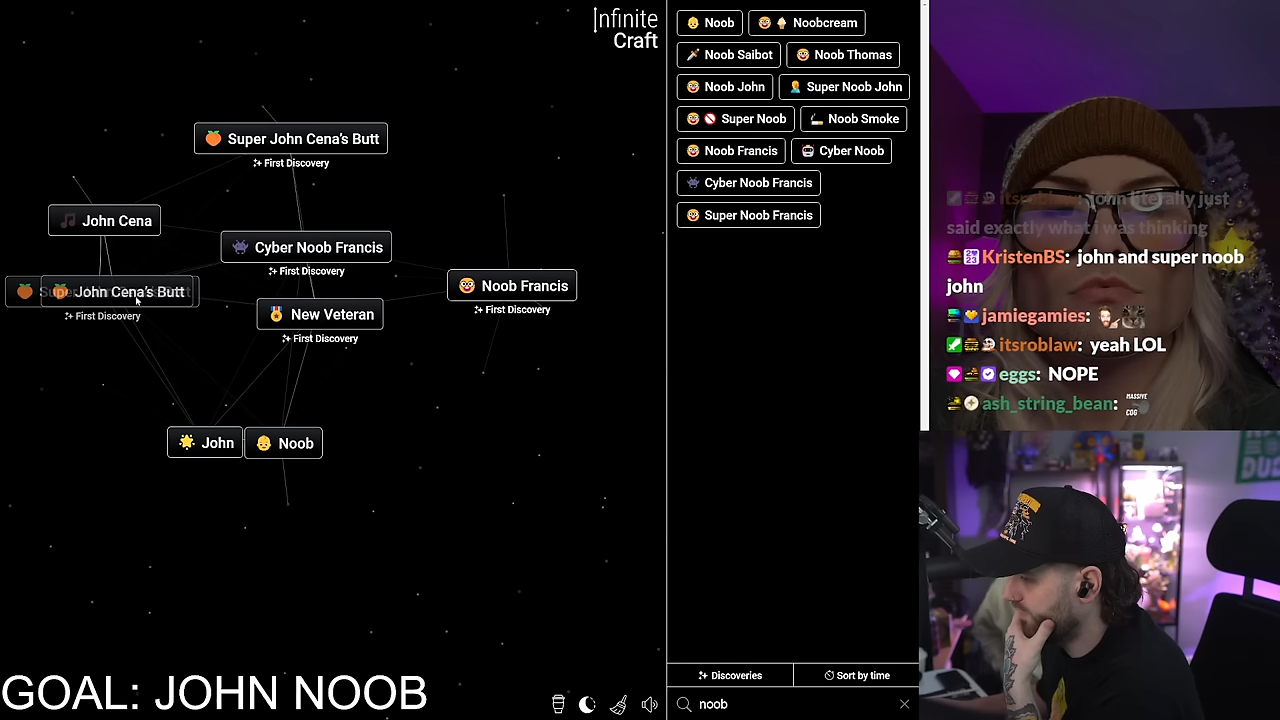 Infinite
Craft
Super John Cena's Butt
First Discovery
John Cena
Cyber Noob Francis
First Discovery
John Cena's Butt
First Discovery
New Veteran
First Discovery
Noob Francis
First Discovery
John
Noob
GOAL: JOHN NOOB
Noob
Noobcream
Noob Saibot
Noob Thomas
Noob John
Super Noob John
Super Noob
Noob Smoke
Noob Francis
Cyber Noob
Cyber Noob Francis
Super Noob Francis
Discoveries
Sort by time
noob
itsroblaw: john literally just
said exactly what i was thinking
KristenBS: john and super noob
john
jamiegamies:
itsroblaw: yeah LOL
eggs: NOPE
ash_string_bean: MASSIVE
COG